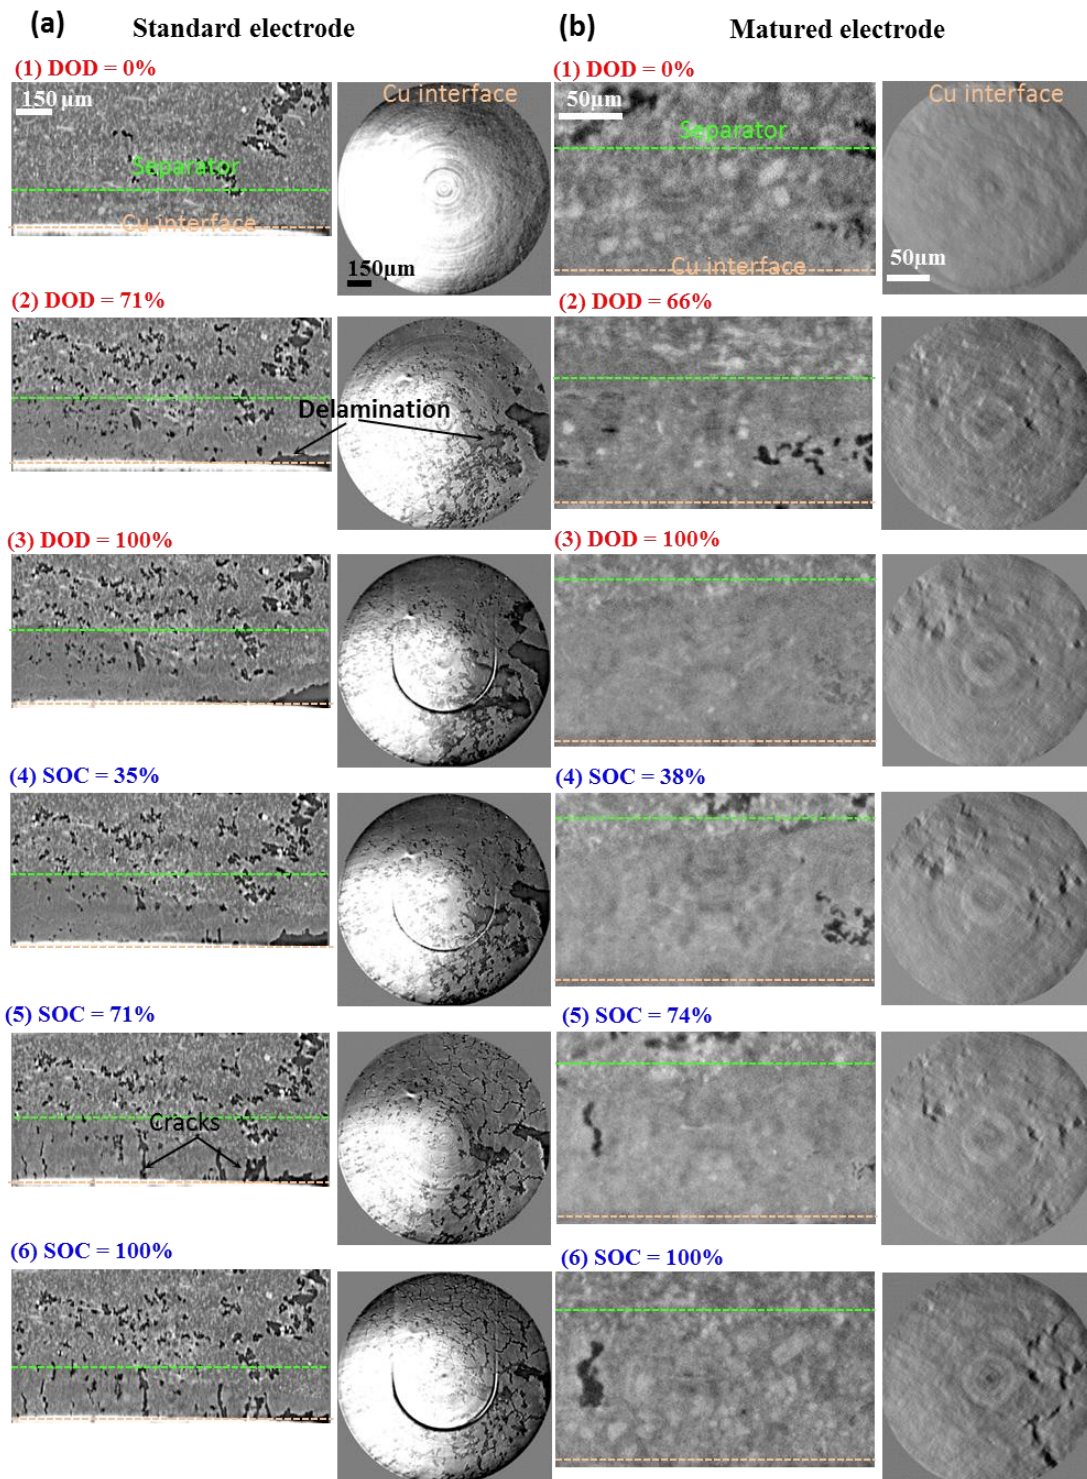 (a) Standard electrode
(b) Matured electrode
(1) DOD = 0%
150 µm
Separator
Cu interface
Cu interface
150µm
(1) DOD = 0%
50µm
Separator
Cu interface
Cu interface
50µm
(2) DOD = 71%
Delamination
(2) DOD = 66%
(3) DOD = 100%
(3) DOD = 100%
(4) SOC = 35%
(4) SOC = 38%
(5) SOC = 71%
Cracks
(5) SOC = 74%
(6) SOC = 100%
(6) SOC = 100%